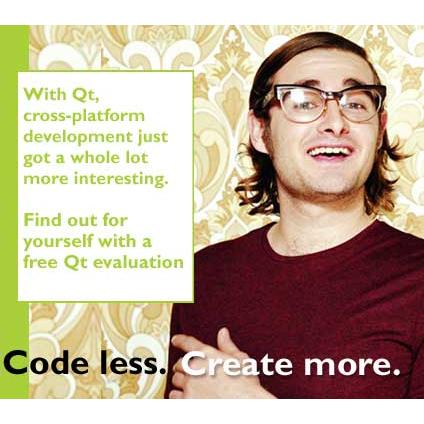 With Qt,
cross-platform
development just
got a whole lot
more interesting.
Find out for
yourself with a
free Qt evaluation
Code less. Create more.